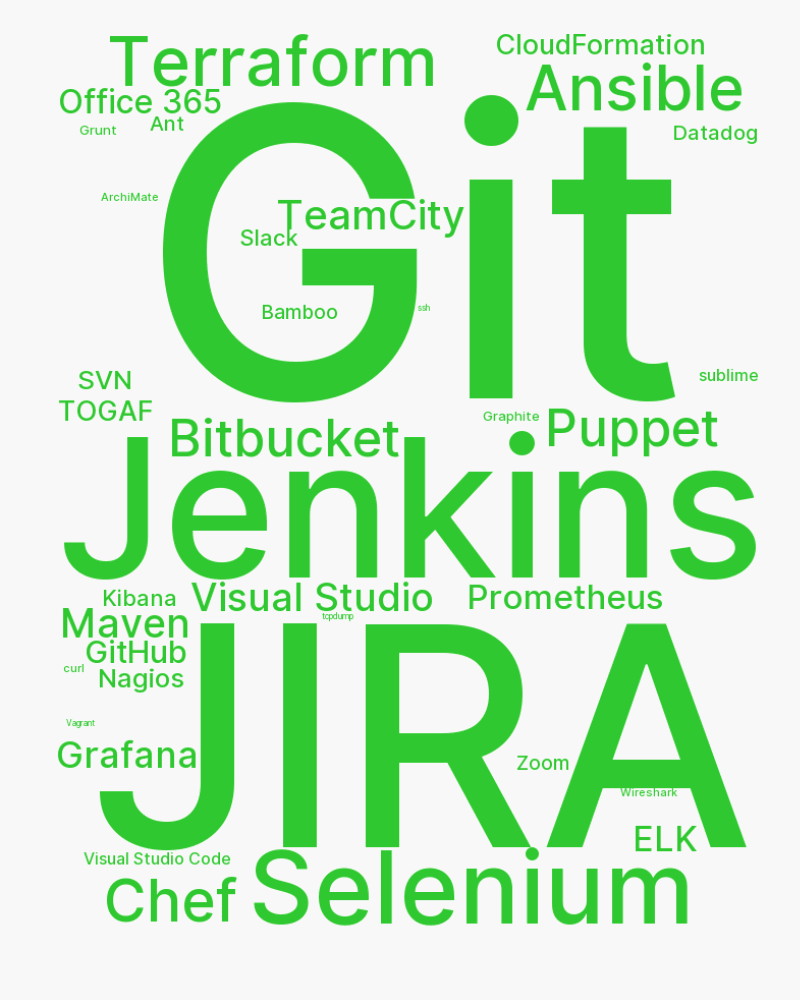 Terraform
CloudFormation
Ansible
Office 365
Grunt
Ant
Datadog
Git
ArchiMate
TeamCity
Slack
Bamboo
ssh
SVN
sublime
TOGAF
Graphite
Bitbucket
Puppet
Jenkins
Kibana
Visual Studio
Prometheus
Maven
tcpdump
GitHub
curl
Nagios
JIRA
Vagrant
Grafana
Zoom
Wireshark
ELK
Visual Studio Code
Chef
Selenium